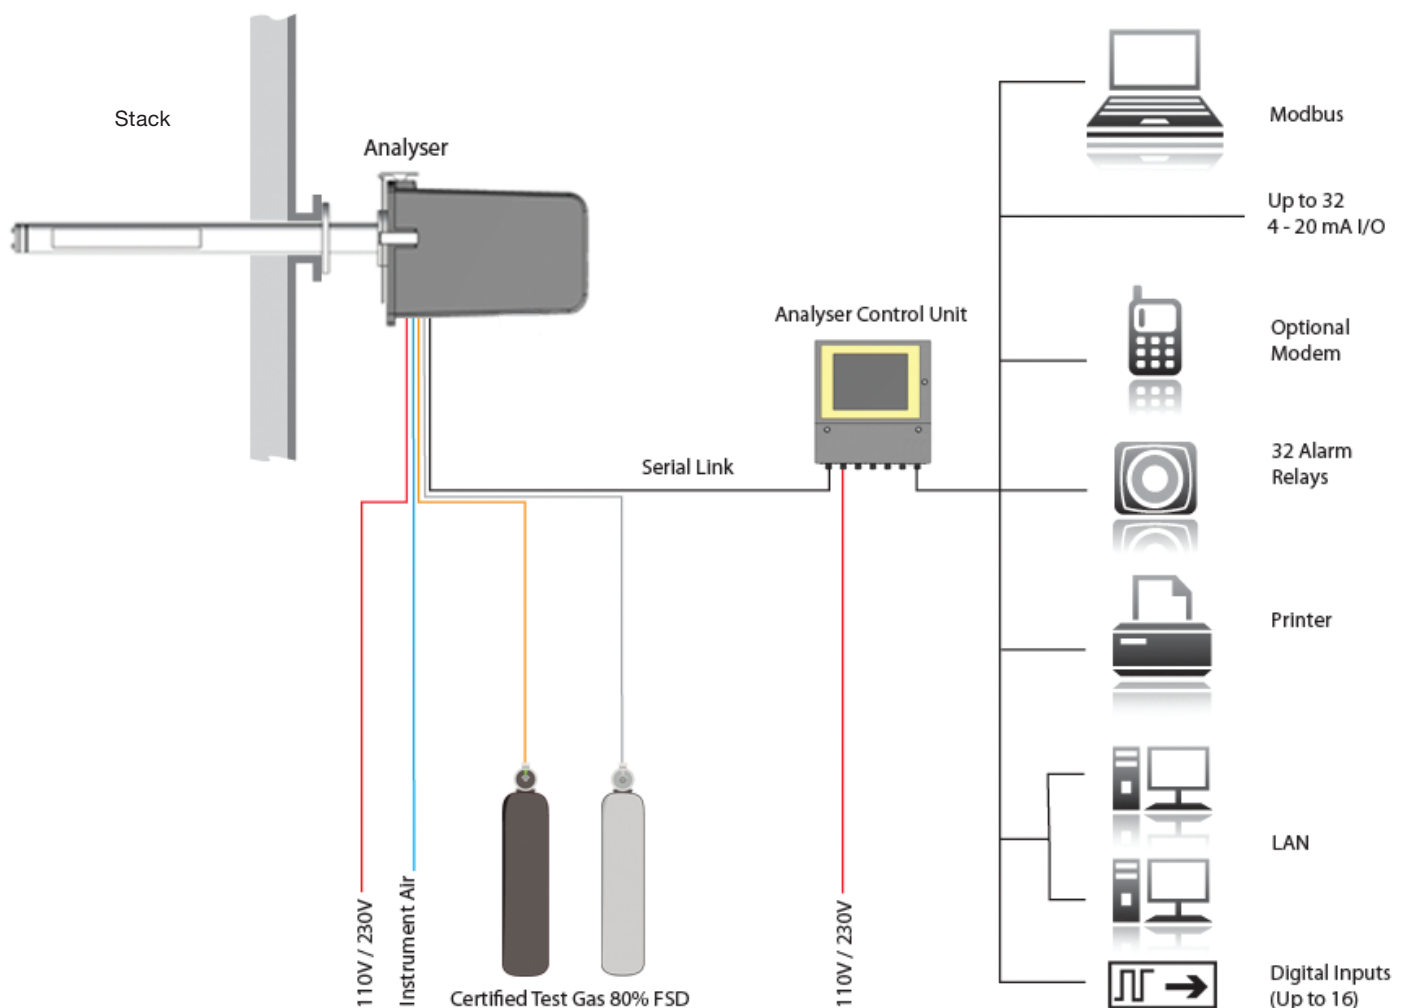 Stack
Analyser
Analyser Control Unit
Serial Link
110V / 230V
Instrument Air
Certified Test Gas 80% FSD
110V / 230V
Modbus
Up to 32
4 - 20 mA I/O
Optional
Modem
32 Alarm
Relays
Printer
LAN
Digital Inputs
(Up to 16)